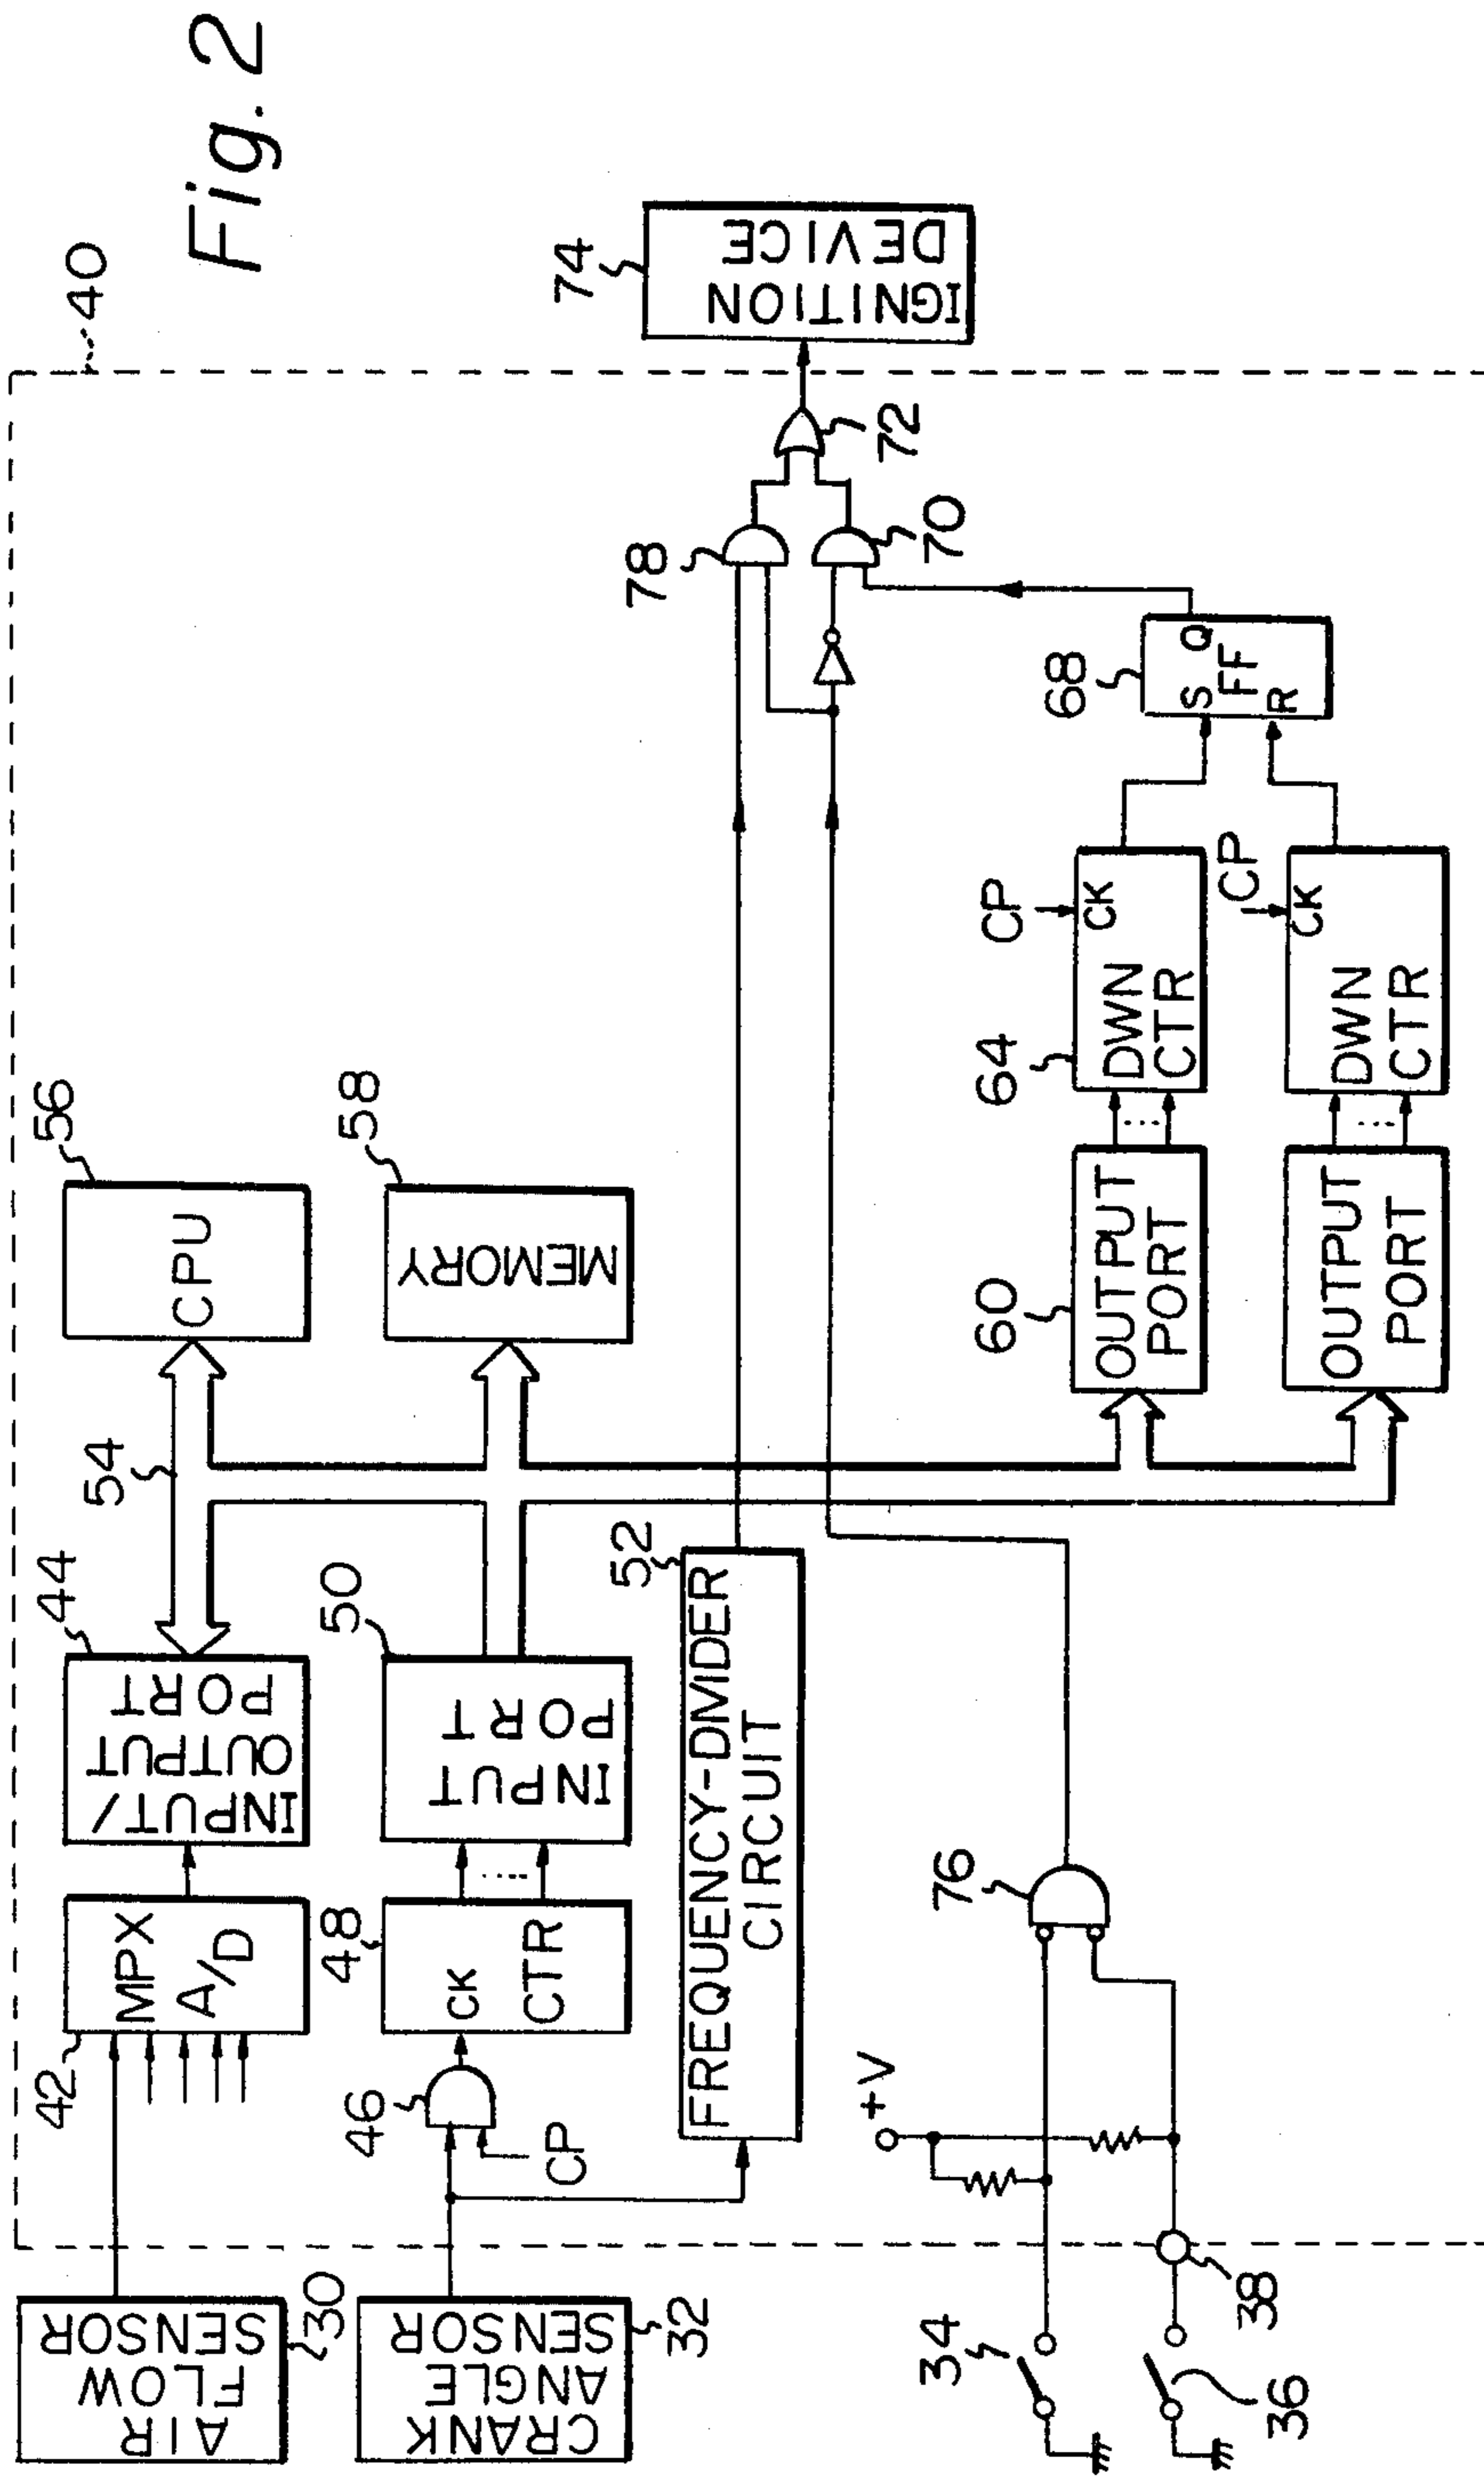 Fig. 2
40
AIR
FLOW
SENSOR
30
42
MPX
A/D
44
INPUT/
OUTPUT
PORT
54
56
CPU
CRANK
ANGLE
SENSOR
32
46
CP
48
CK
CTR
50
INPUT
PORT
58
MEMORY
52
FREQUENCY-DIVIDER
CIRCUIT
78
70
72
74
IGNITION
DEVICE
34
36
38
+V
76
60
OUTPUT
PORT
64
DWN
CTR
CK
CP
OUTPUT
PORT
DWN
CTR
CK
CP
68
S
Q
FF
R